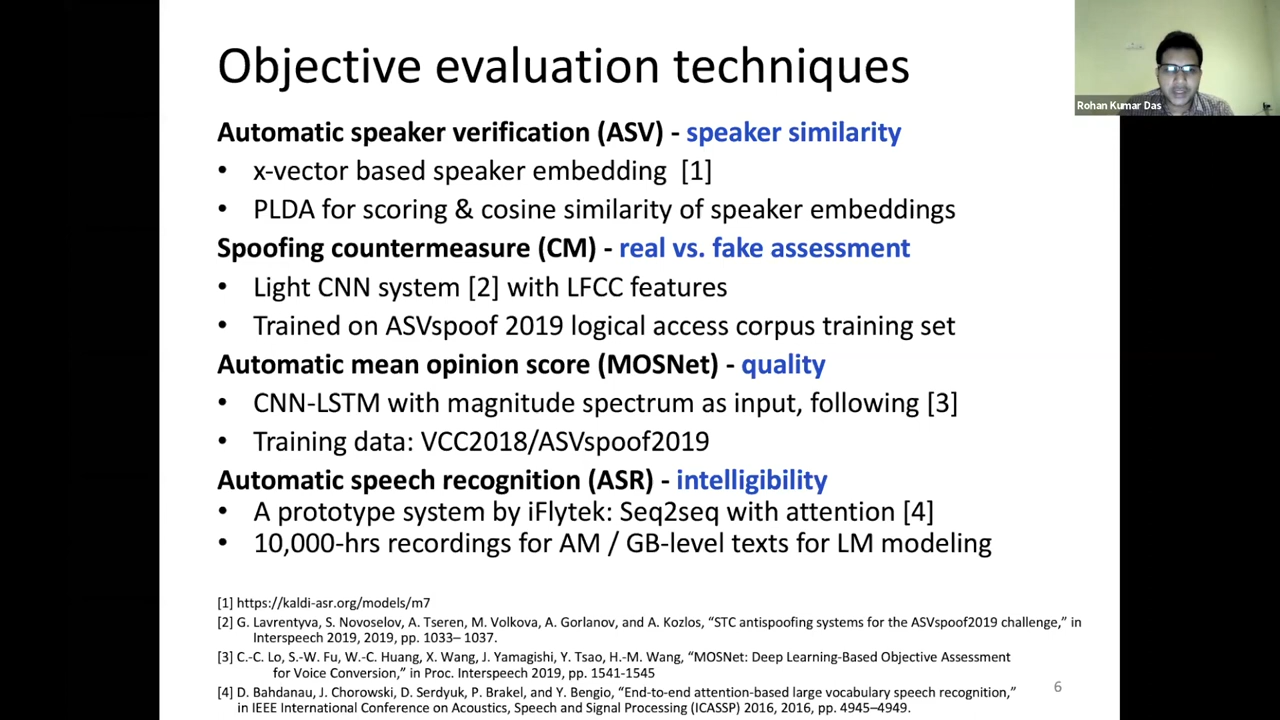 Objective evaluation techniques
Rohan Kumar Das
Automatic speaker verification (ASV) - speaker similarity
• x-vector based speaker embedding [1]
• PLDA for scoring & cosine similarity of speaker embeddings
Spoofing countermeasure (CM) - real vs. fake assessment
• Light CNN system [2] with LFCC features
• Trained on ASVspoof 2019 logical access corpus training set
Automatic mean opinion score (MOSNet) - quality
• CNN-LSTM with magnitude spectrum as input, following [3]
• Training data: VCC2018/ASVspoof2019
Automatic speech recognition (ASR) - intelligibility
• A prototype system by iFlytek: Seq2seq with attention [4]
• 10,000-hrs recordings for AM / GB-level texts for LM modeling
[1] https://kaldi-asr.org/models/m7
[2] G. Lavrentyva, S. Novoselov, A. Tseren, M. Volkova, A. Gorlanov, and A. Kozlos, “STC antispoofing systems for the ASVspoof2019 challenge,” in
Interspeech 2019, 2019, pp. 1033– 1037.
[3] C.-C. Lo, S.-W. Fu, W.-C. Huang, X. Wang, J. Yamagishi, Y. Tsao, H.-M. Wang, “MOSNet: Deep Learning-Based Objective Assessment
for Voice Conversion,” in Proc. Interspeech 2019, pp. 1541-1545
[4] D. Bahdanau, J. Chorowski, D. Serdyuk, P. Brakel, and Y. Bengio, “End-to-end attention-based large vocabulary speech recognition,”
in IEEE International Conference on Acoustics, Speech and Signal Processing (ICASSP) 2016, 2016, pp. 4945–4949.
6